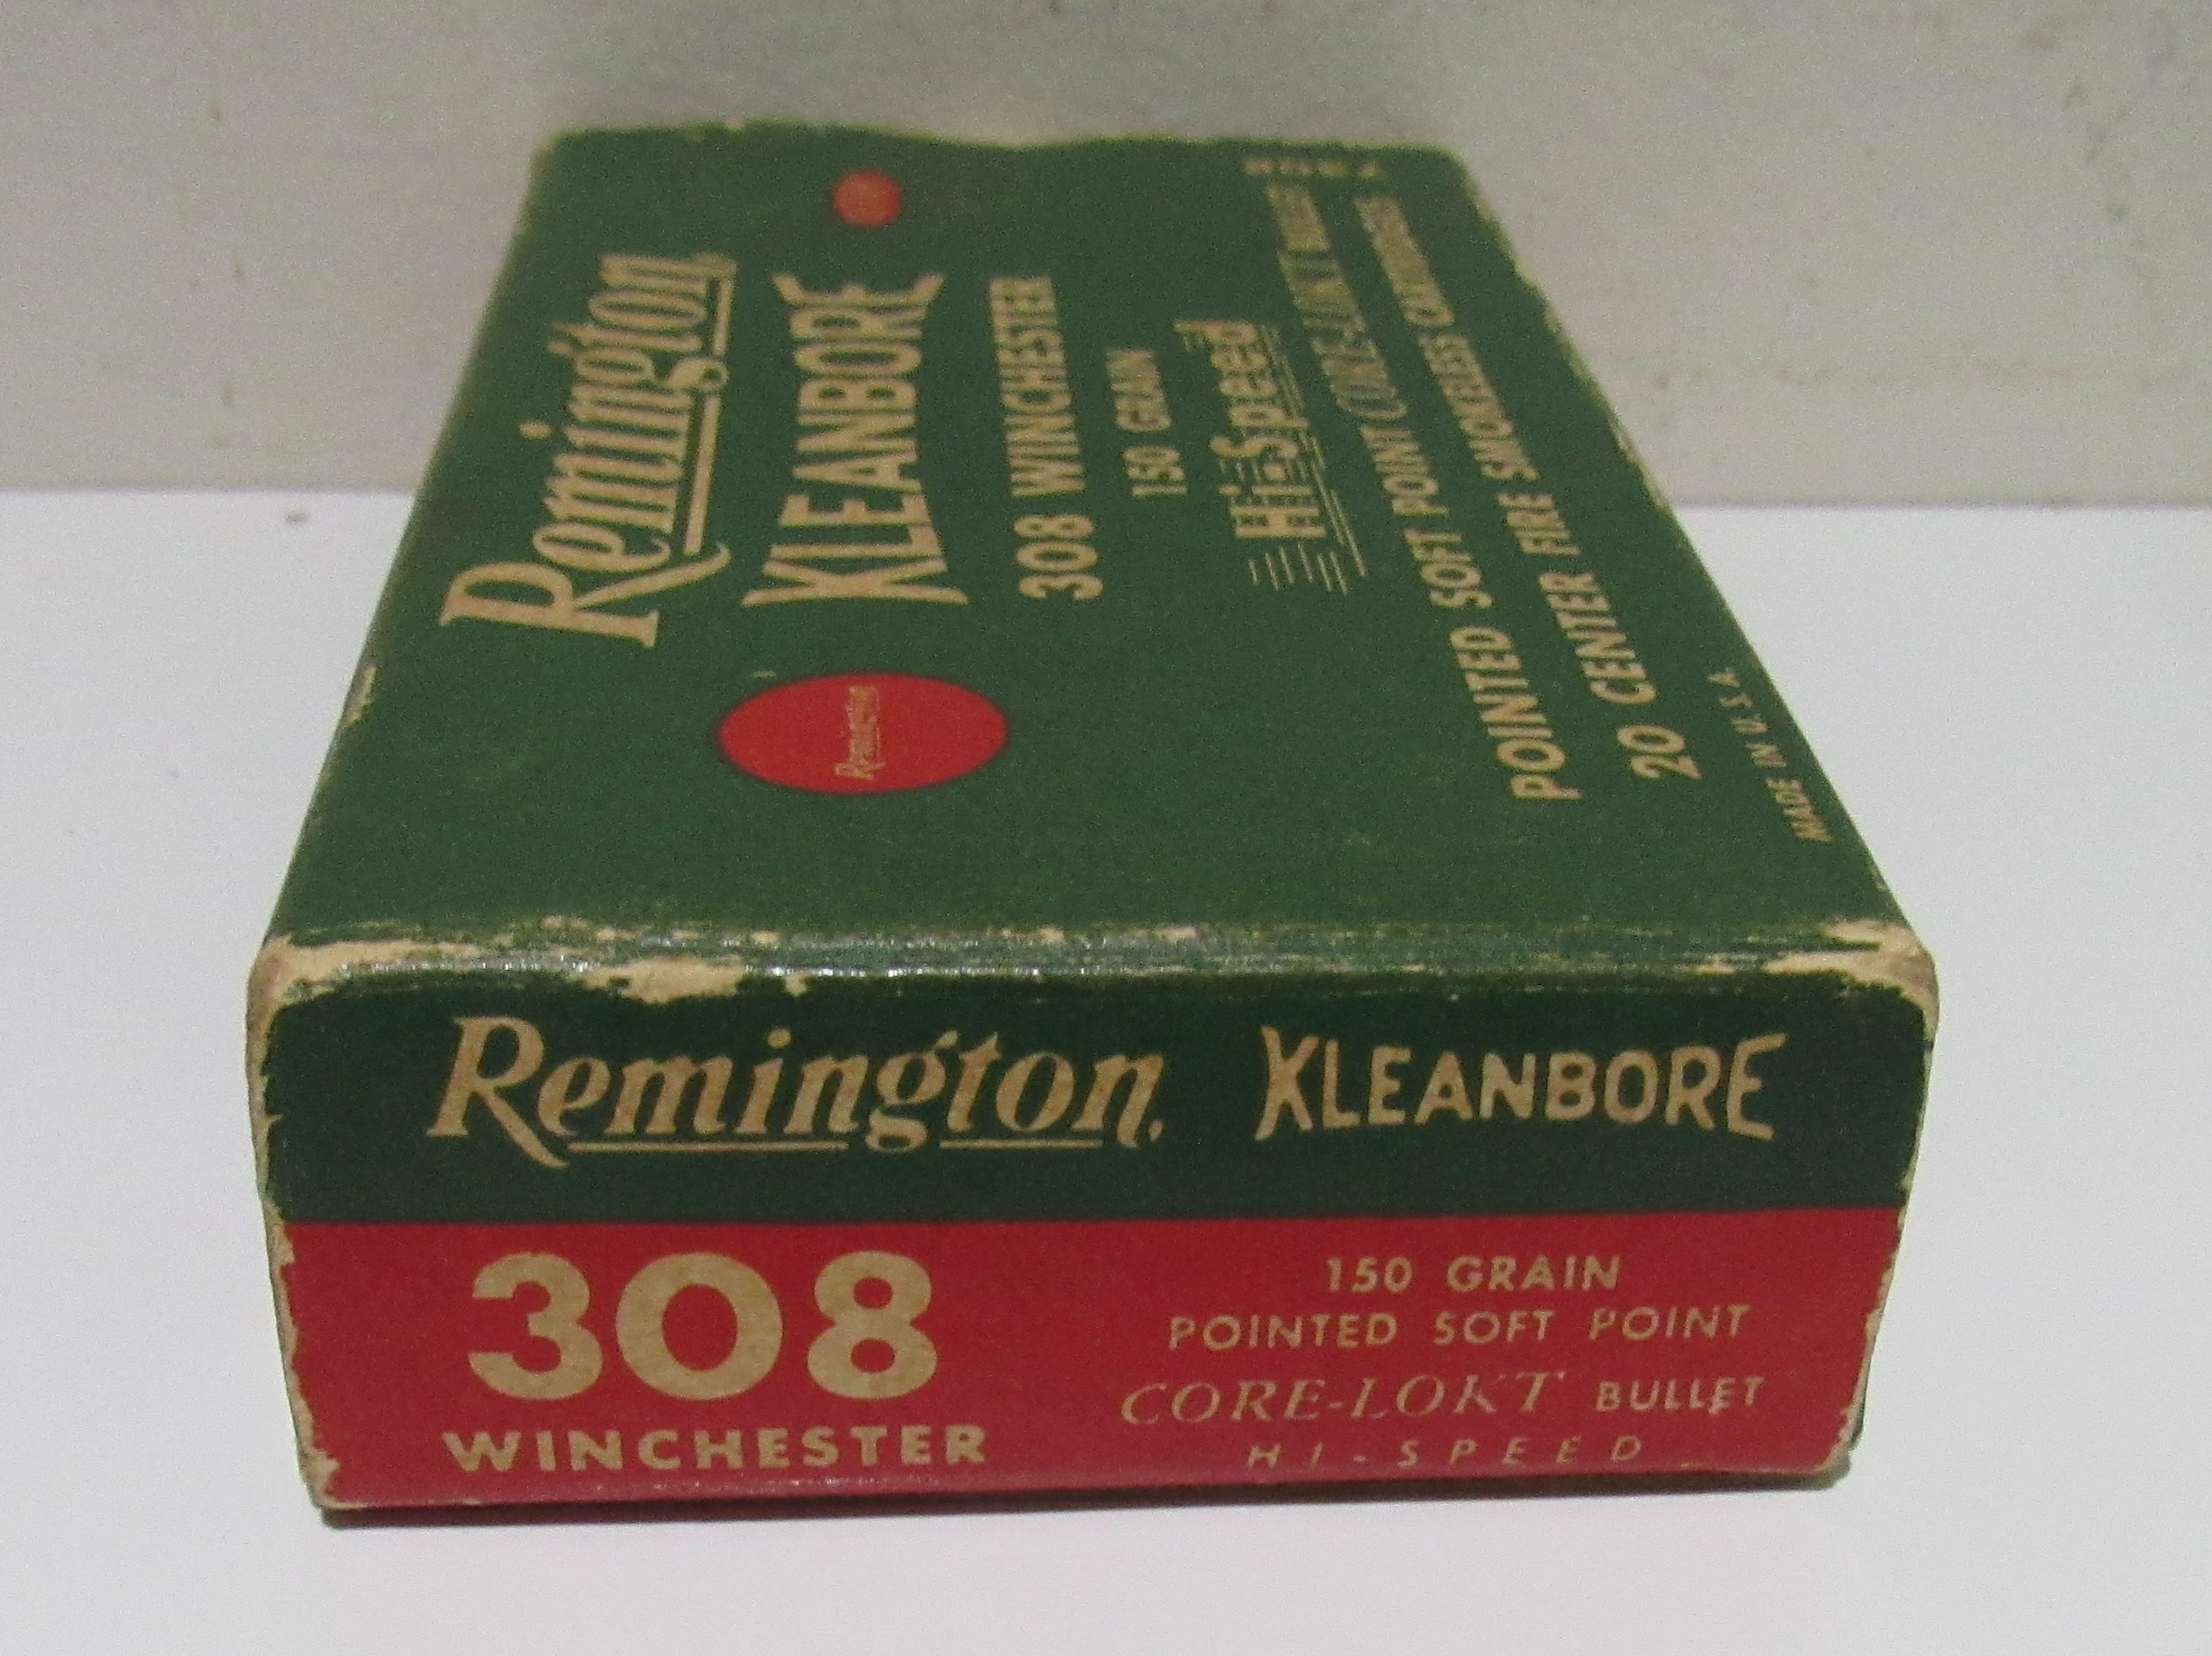 Remington
KLEANBORE
308 WINCHESTER
150 GRAIN
Hi-Speed
POINTED SOFT POINT CORE-LOKT BULLET
20 CENTER FIRE SMOKELESS CARTRIDGES
MADE IN U.S.A.
Remington
Remington, KLEANBORE
308
WINCHESTER
150 GRAIN
POINTED SOFT POINT
CORE-LOKT BULLET
HI-SPEED